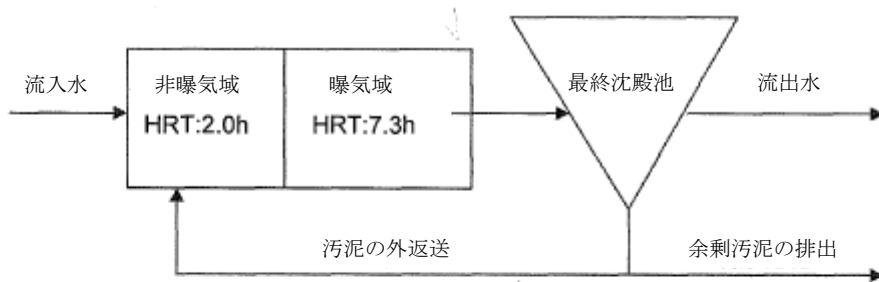 流入水
非曝気域
HRT:2.0h
曝気域
HRT:7.3h
最終沈殿池
流出水
汚泥の外返送
余剰汚泥の排出